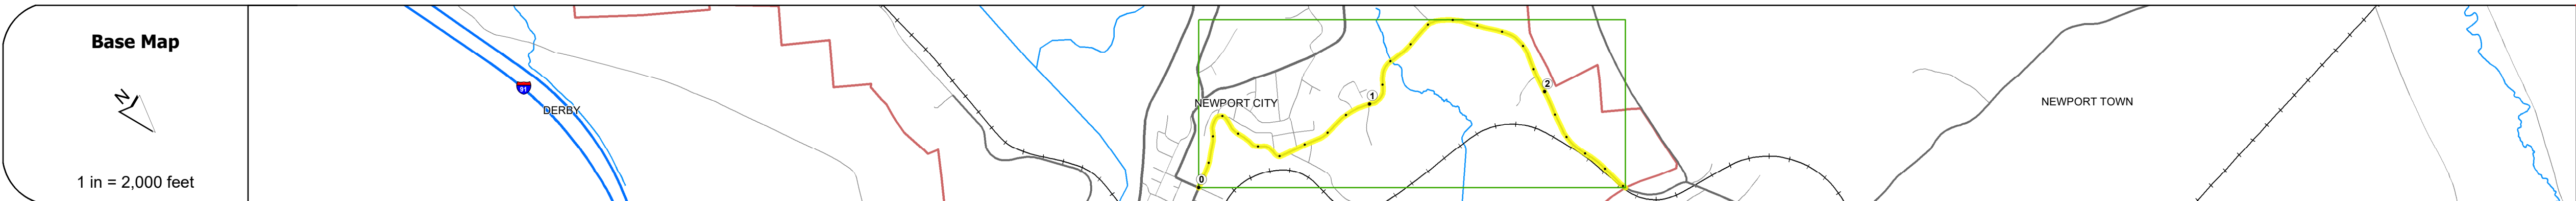 Base Map
N
1 in = 2,000 feet
91
DERBY
NEWPORT CITY
0
1
2
NEWPORT TOWN